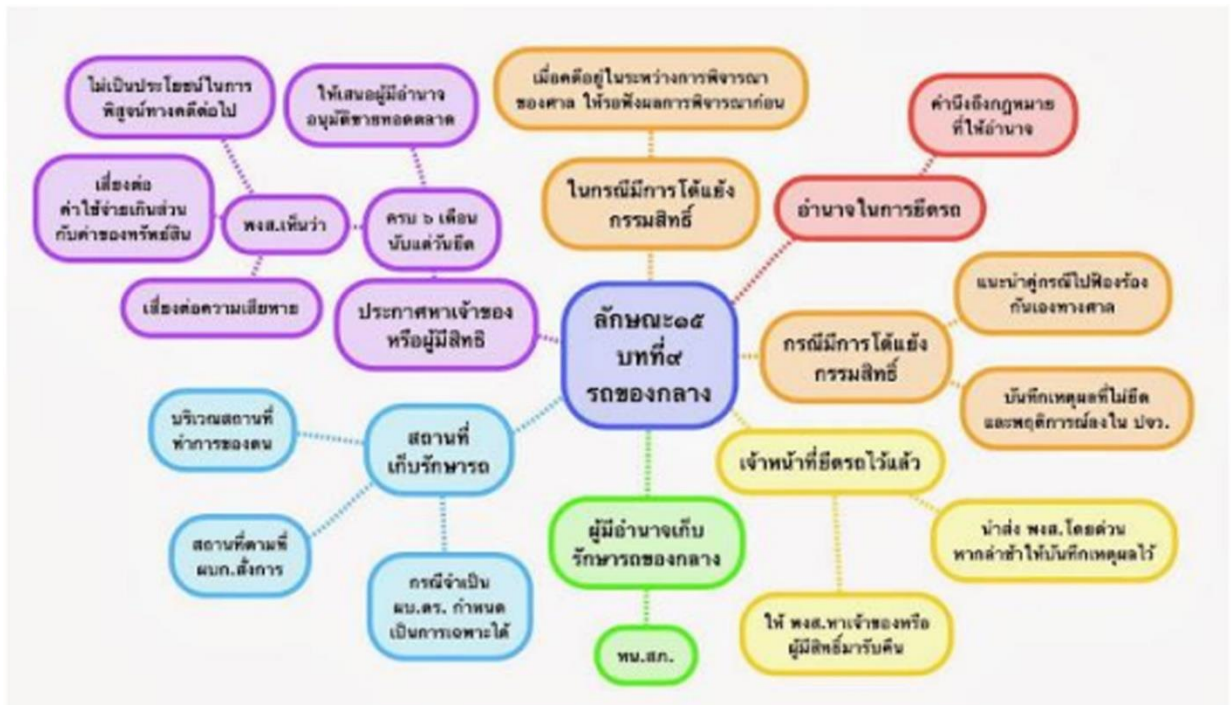 ไม่เป็นประโยชน์ในการ
พิสูจน์ทางคดีต่อไป
ให้เสนอผู้มีอำนาจ
อนุมัติขายทอดตลาด
เมื่อคดีอยู่ในระหว่างการพิจารณา
ของศาล ให้รอฟังผลการพิจารณาก่อน
คำนึงถึงกฎหมาย
ที่ให้อำนาจ
เสี่ยงต่อ
ค่าใช้จ่ายเกินส่วน
กับค่าของทรัพย์สิน
พงส.เห็นว่า
ครบ ๖ เดือน
นับแต่วันยึด
ในกรณีมีการโต้แย้ง
กรรมสิทธิ์
อำนาจในการยึดรถ
เสี่ยงต่อความเสียหาย
ประกาศหาเจ้าของ
หรือผู้มีสิทธิ
ลักษณะ๑๕
บทที่๙
รถของกลาง
กรณีมีการโต้แย้ง
กรรมสิทธิ์
แนะนำคู่กรณีไปฟ้องร้อง
กันเองทางศาล
บันทึกเหตุผลที่ไม่ยึด
และพฤติการณ์ลงใน ปจว.
บริเวณสถานที่
ทำการของตน
สถานที่
เก็บรักษารถ
สถานที่ตามที่
ผบก.สั่งการ
กรณีจำเป็น
ผบ.ตร. กำหนด
เป็นการเฉพาะได้
ผู้มีอำนาจเก็บ
รักษารถของกลาง
หน.สภ.
เจ้าหน้าที่ยึดรถไว้แล้ว
นำส่ง พงส.โดยด่วน
หากล่าช้าให้บันทึกเหตุผลไว้
ให้ พงส.หาเจ้าของหรือ
ผู้มีสิทธิ์มารับคืน